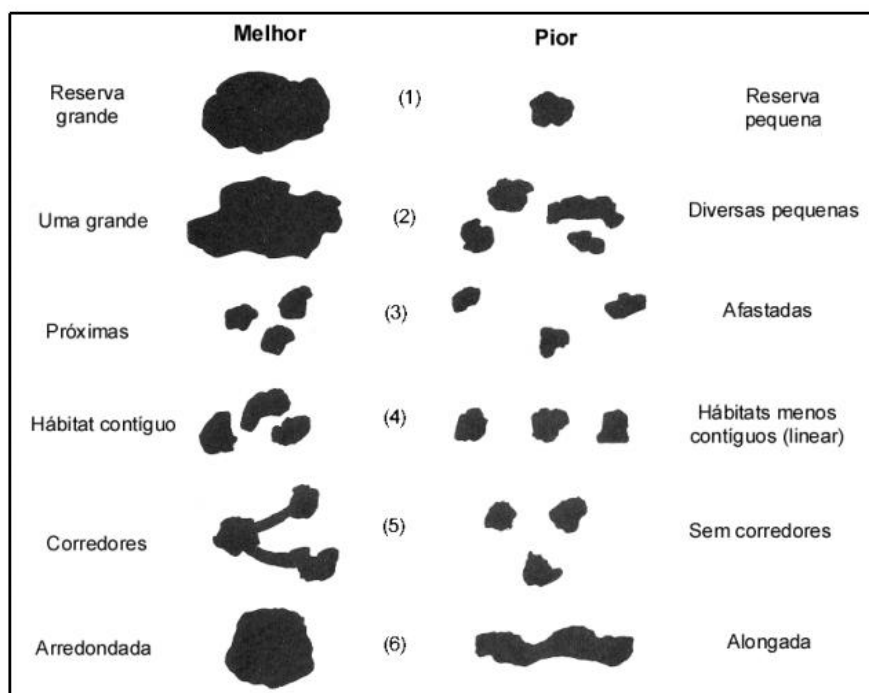 Melhor
Pior
Reserva
grande
(1)
Reserva
pequena
Uma grande
(2)
Diversas pequenas
Próximas
(3)
Afastadas
Hábitat contíguo
(4)
Hábitats menos
contíguos (linear)
Corredores
(5)
Sem corredores
Arredondada
(6)
Alongada